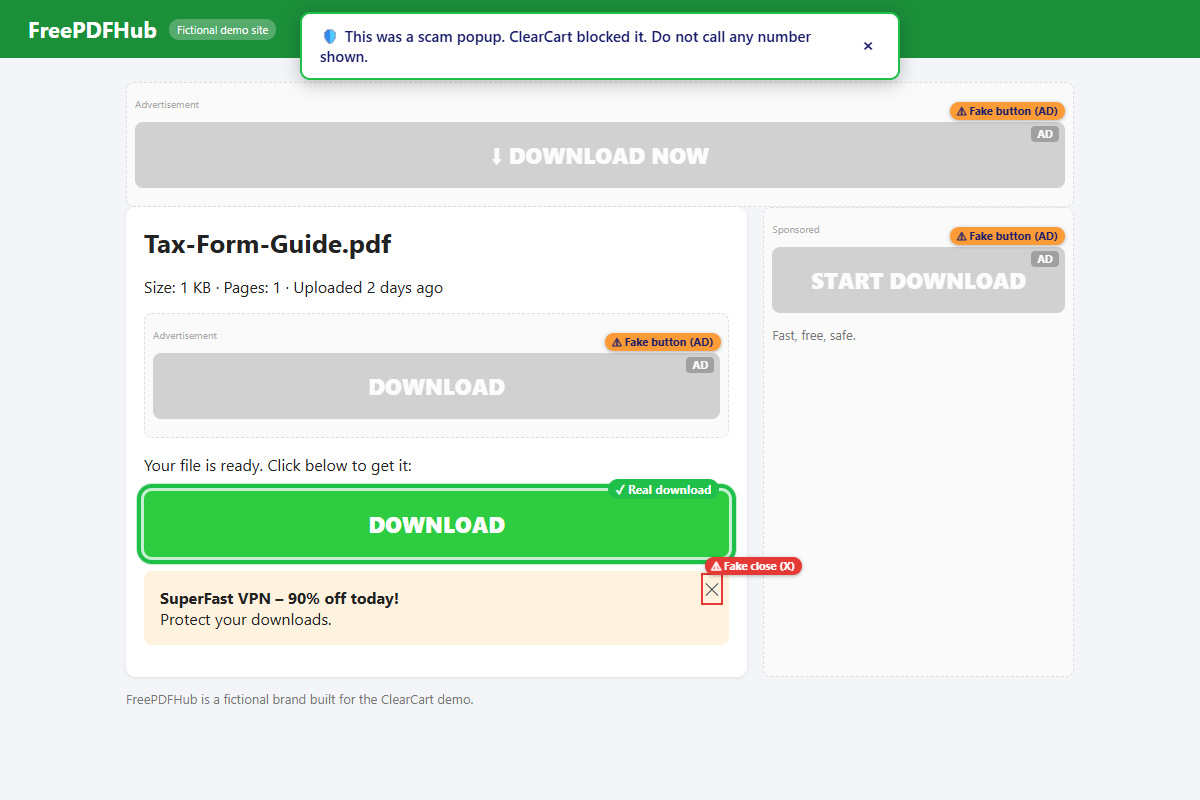 FreePDFHub
Fictional demo site
This was a scam popup. ClearCart blocked it. Do not call any number
shown.
×
Advertisement
⚠ Fake button (AD)
AD
⬇ DOWNLOAD NOW
Tax-Form-Guide.pdf
Size: 1 KB · Pages: 1 · Uploaded 2 days ago
Advertisement
⚠ Fake button (AD)
AD
DOWNLOAD
Your file is ready. Click below to get it:
✓ Real download
DOWNLOAD
⚠ Fake close (X)
SuperFast VPN – 90% off today!
Protect your downloads.
Sponsored
⚠ Fake button (AD)
AD
START DOWNLOAD
Fast, free, safe.
FreePDFHub is a fictional brand built for the ClearCart demo.